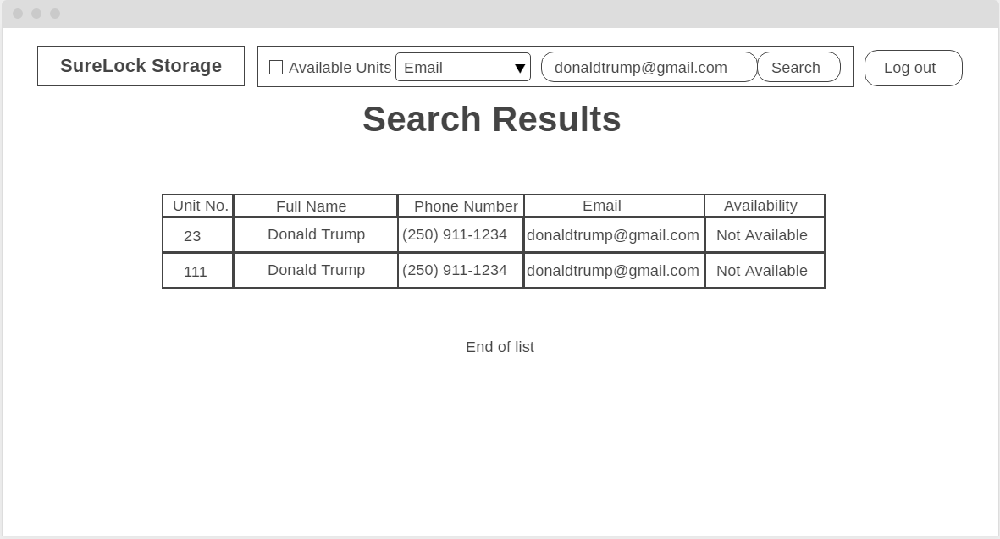 SureLock Storage
Available Units Email donaldtrump@gmail.com Search Log out
Search Results
Unit No. Full Name Phone Number Email Availability
23 Donald Trump (250) 911-1234 donaldtrump@gmail.com Not Available
111 Donald Trump (250) 911-1234 donaldtrump@gmail.com Not Available
End of list